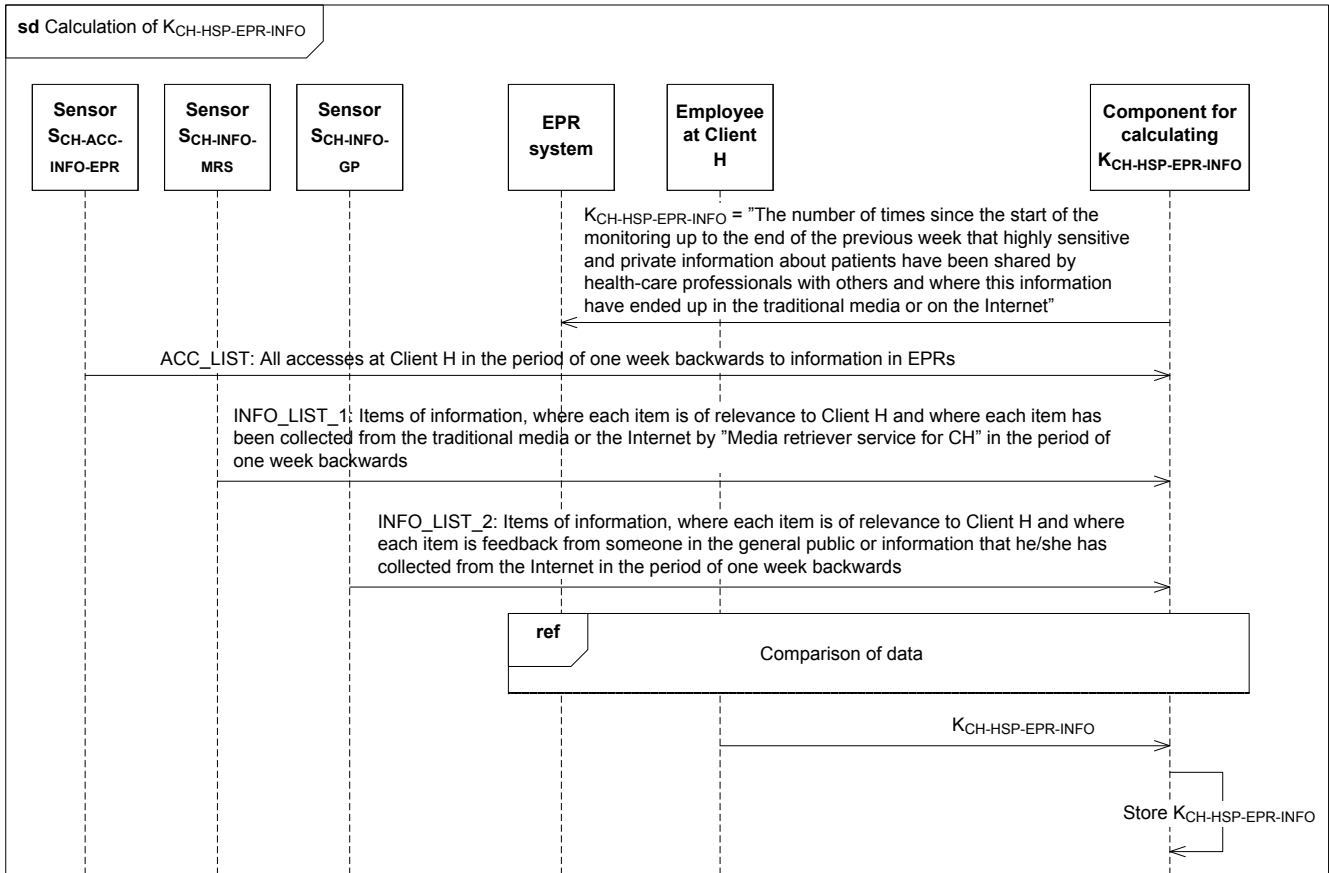 sd Calculation of KCH-HSP-EPR-INFO
Sensor
SCH-ACC-
INFO-EPR
Sensor
SCH-INFO-
MRS
Sensor
SCH-INFO-
GP
EPR
system
Employee
at Client
H
Component for
calculating
KCH-HSP-EPR-INFO
KCH-HSP-EPR-INFO = ”The number of times since the start of the
monitoring up to the end of the previous week that highly sensitive
and private information about patients have been shared by
health-care professionals with others and where this information
have ended up in the traditional media or on the Internet”
ACC_LIST: All accesses at Client H in the period of one week backwards to information in EPRs
INFO_LIST_1: Items of information, where each item is of relevance to Client H and where each item has
been collected from the traditional media or the Internet by ”Media retriever service for CH” in the period of
one week backwards
INFO_LIST_2: Items of information, where each item is of relevance to Client H and where
each item is feedback from someone in the general public or information that he/she has
collected from the Internet in the period of one week backwards
ref
Comparison of data
KCH-HSP-EPR-INFO
Store KCH-HSP-EPR-INFO